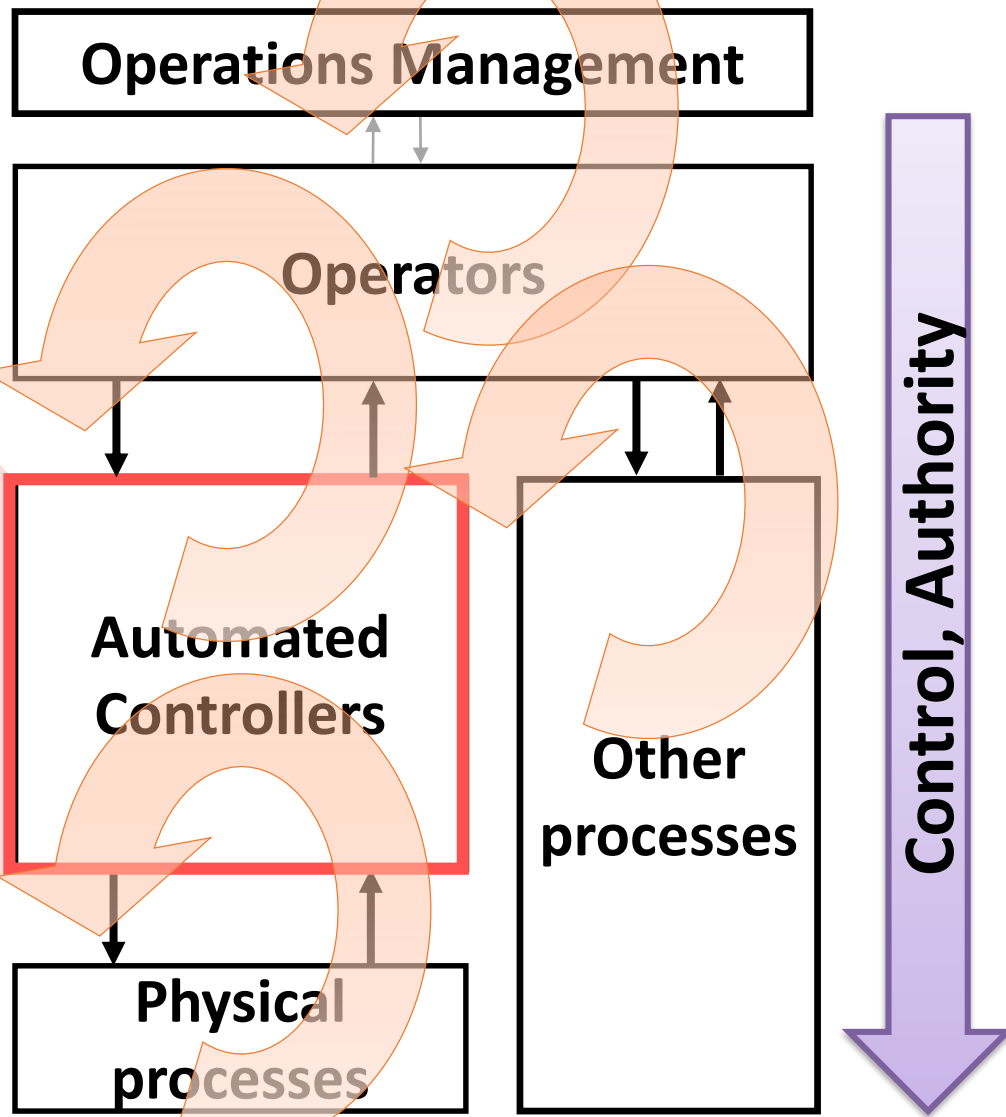 Operations Management
Operators
Automated
Controllers
Other
processes
Physical
processes
Control, Authority